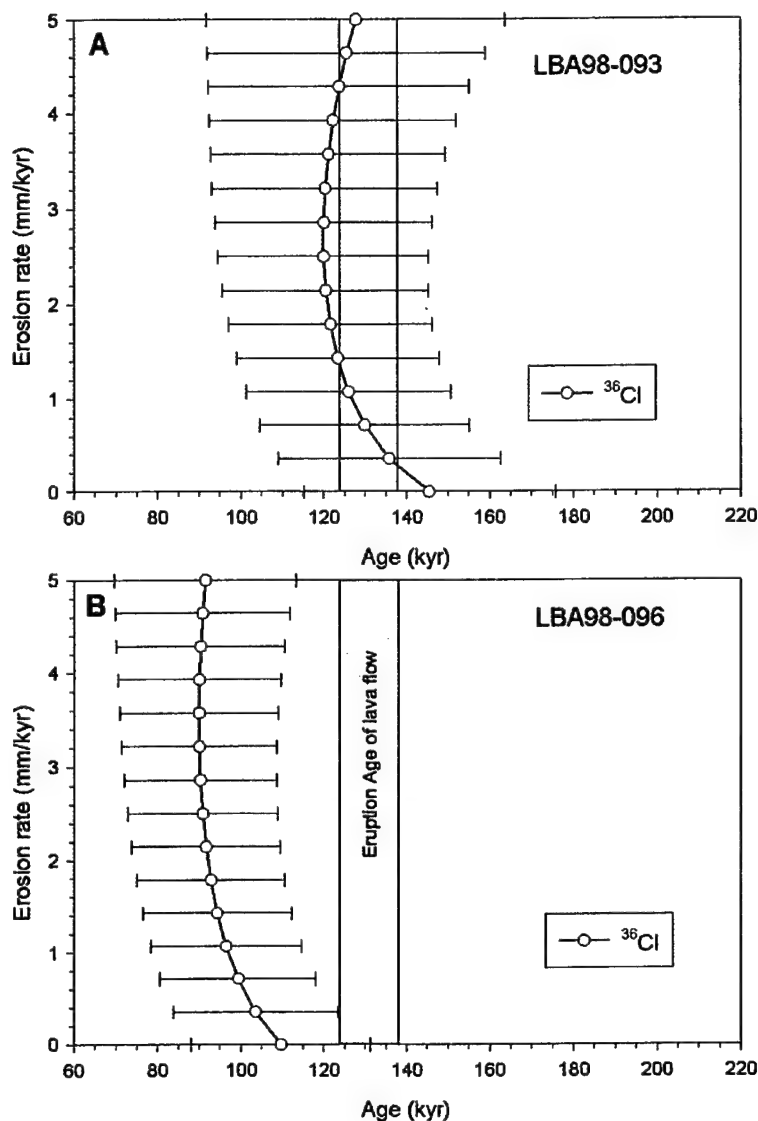 A
LBA98-093
Erosion rate (mm/kyr)
5
4
3
2
1
0
³⁶Cl
60 80 100 120 140 160 180 200 220
Age (kyr)
B
LBA98-096
Erosion rate (mm/kyr)
5
4
3
2
1
0
Eruption Age of lava flow
³⁶Cl
60 80 100 120 140 160 180 200 220
Age (kyr)